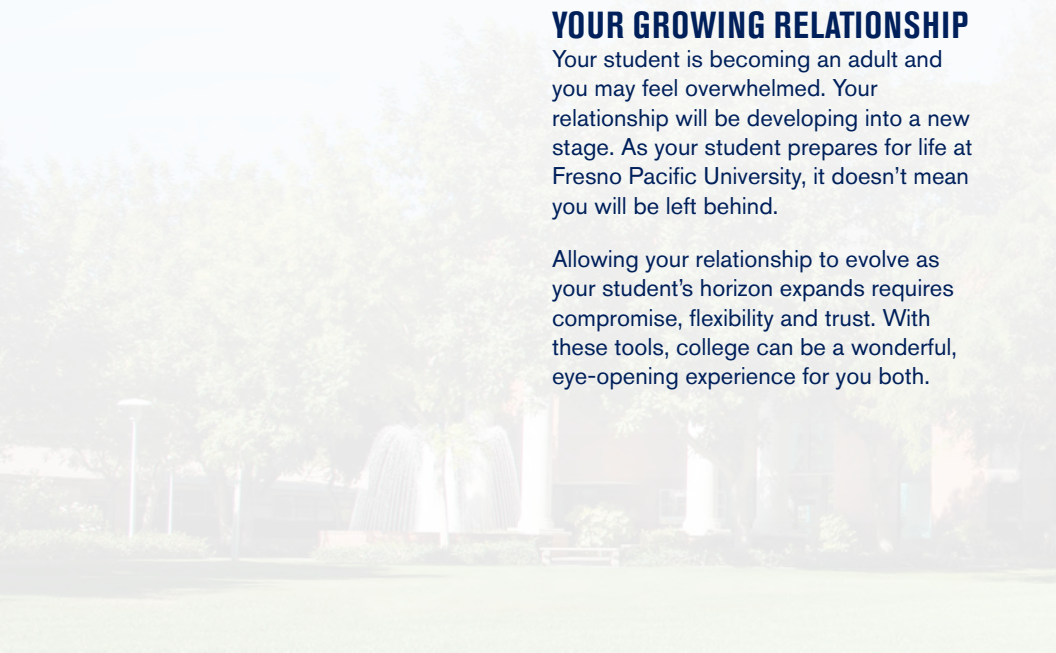 YOUR GROWING RELATIONSHIP
Your student is becoming an adult and
you may feel overwhelmed. Your
relationship will be developing into a new
stage. As your student prepares for life at
Fresno Pacific University, it doesn’t mean
you will be left behind.
Allowing your relationship to evolve as
your student’s horizon expands requires
compromise, flexibility and trust. With
these tools, college can be a wonderful,
eye-opening experience for you both.